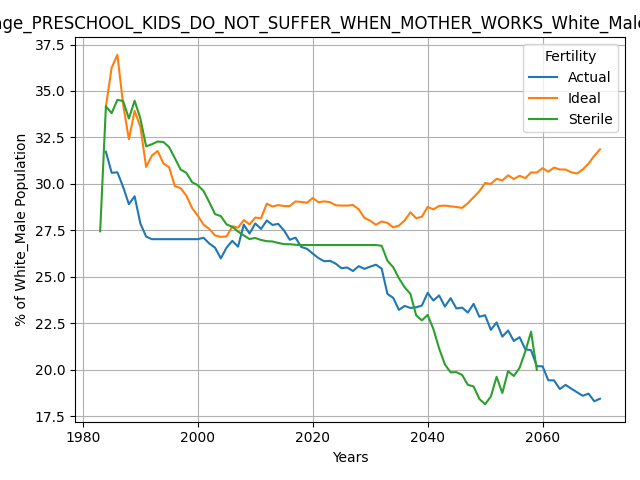 PRESCHOOL_KIDS_DO_NOT_SUFFER_WHEN_MOTHER_WORKS_White_Male
Fertility
Actual
Ideal
Sterile
% of White_Male Population
37.5
35.0
32.5
30.0
27.5
25.0
22.5
20.0
17.5
1980
2000
2020
2040
2060
Years